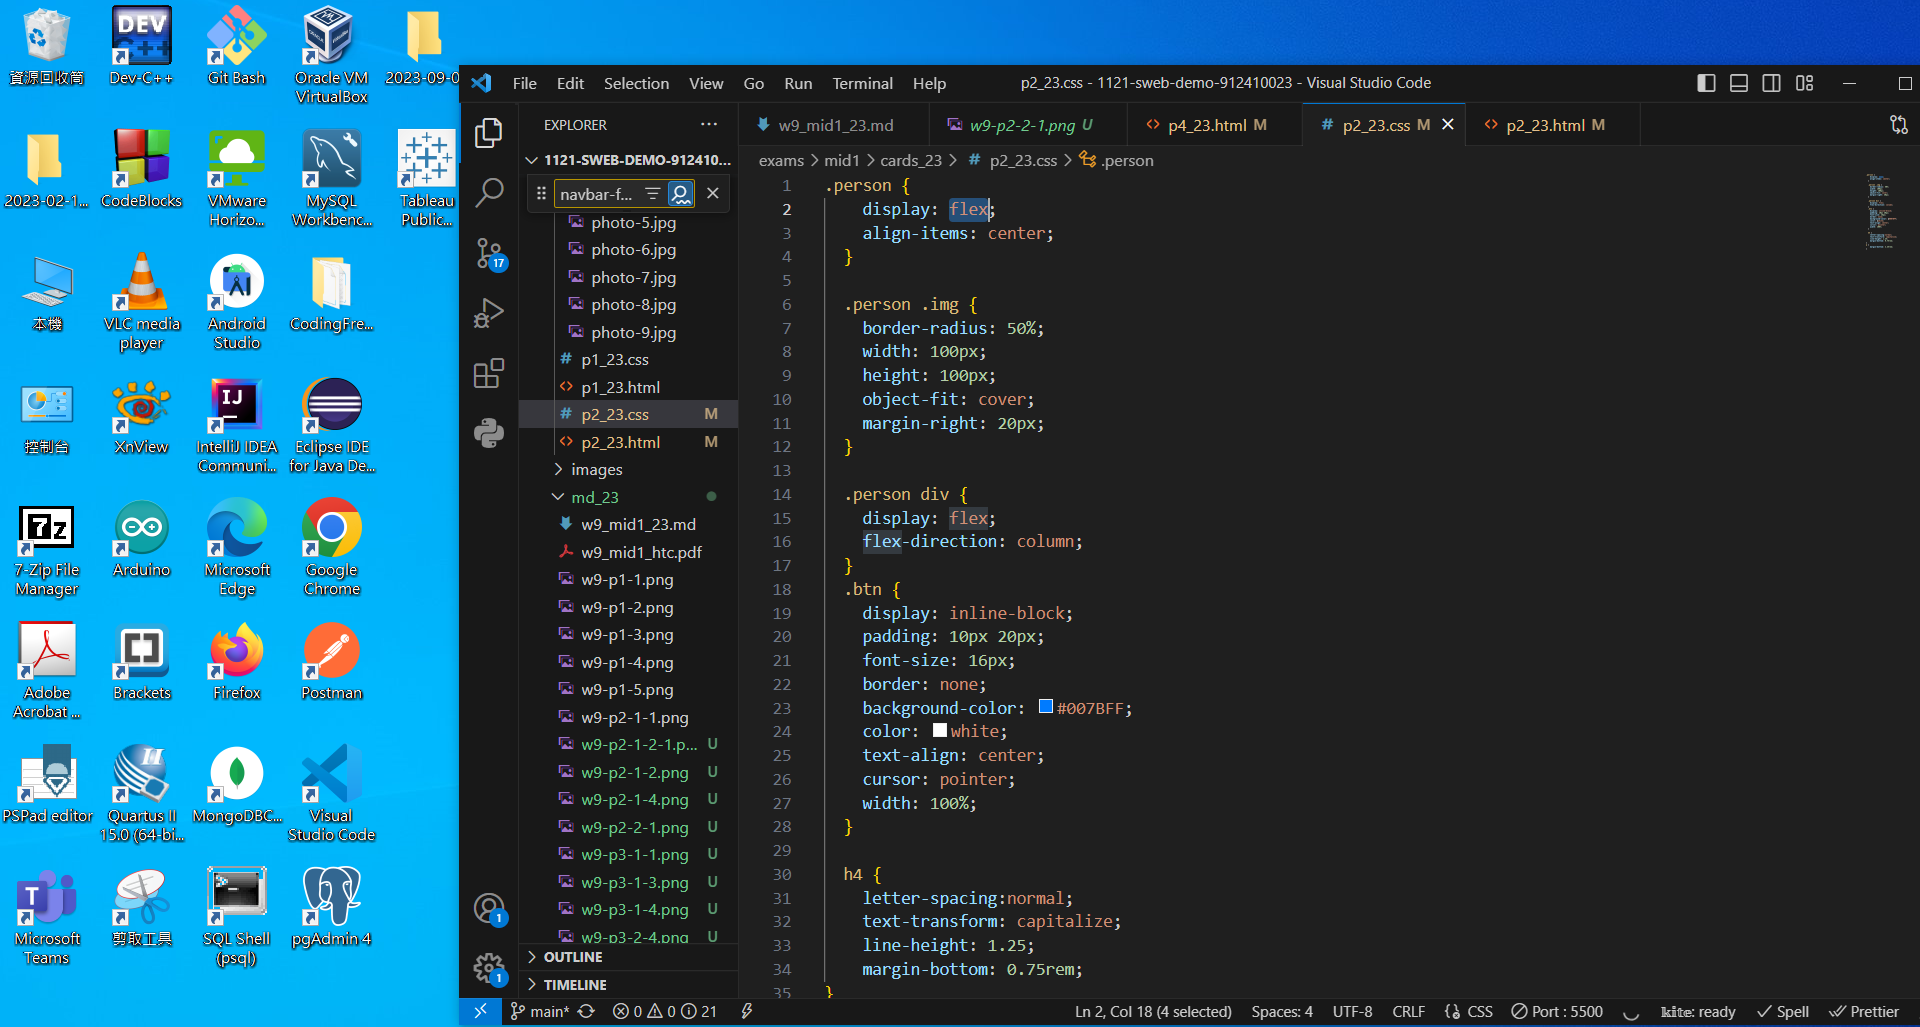 資源回收筒
Dev-C++
Git Bash
Oracle VM
VirtualBox
2023-09-0
2023-02-1...
CodeBlocks
VMware
Horizo...
MySQL
Workbenc...
Tableau
Public...
本機
VLC media
player
Android
Studio
CodingFre...
控制台
XnView
IntelliJ IDEA
Communi...
Eclipse IDE
for Java De...
7-Zip File
Manager
Arduino
Microsoft
Edge
Google
Chrome
Adobe
Acrobat ...
Brackets
Firefox
Postman
PSPad editor
Quartus II
15.0 (64-bi...
MongoDBC...
Visual
Studio Code
Microsoft
Teams
剪取工具
SQL Shell
(psql)
pgAdmin 4
File Edit Selection View Go Run Terminal Help
p2_23.css - 1121-sweb-demo-912410023 - Visual Studio Code
EXPLORER
1121-SWEB-DEMO-912410...
navbar-f...
photo-5.jpg
photo-6.jpg
photo-7.jpg
photo-8.jpg
photo-9.jpg
# p1_23.css
<> p1_23.html
# p2_23.css M
<> p2_23.html M
images
md_23
w9_mid1_23.md
w9_mid1_htc.pdf
w9-p1-1.png
w9-p1-2.png
w9-p1-3.png
w9-p1-4.png
w9-p1-5.png
w9-p2-1-1.png
w9-p2-1-2-1.p... U
w9-p2-1-2.png U
w9-p2-1-4.png U
w9-p2-2-1.png U
w9-p3-1-1.png U
w9-p3-1-3.png U
w9-p3-1-4.png U
w9-p3-2-4.png U
OUTLINE
TIMELINE
17
1
1
w9_mid1_23.md
w9-p2-2-1.png U
<> p4_23.html M
# p2_23.css M
<> p2_23.html M
exams > mid1 > cards_23 > # p2_23.css > .person
1 .person {
2 display: flex;
3 align-items: center;
4 }
5
6 .person .img {
7 border-radius: 50%;
8 width: 100px;
9 height: 100px;
10 object-fit: cover;
11 margin-right: 20px;
12 }
13
14 .person div {
15 display: flex;
16 flex-direction: column;
17 }
18 .btn {
19 display: inline-block;
20 padding: 10px 20px;
21 font-size: 16px;
22 border: none;
23 background-color: #007BFF;
24 color: white;
25 text-align: center;
26 cursor: pointer;
27 width: 100%;
28 }
29
30 h4 {
31 letter-spacing:normal;
32 text-transform: capitalize;
33 line-height: 1.25;
34 margin-bottom: 0.75rem;
35 }
main* 0 0 21 Ln 2, Col 18 (4 selected) Spaces: 4 UTF-8 CRLF CSS Port : 5500 kite: ready Spell Prettier